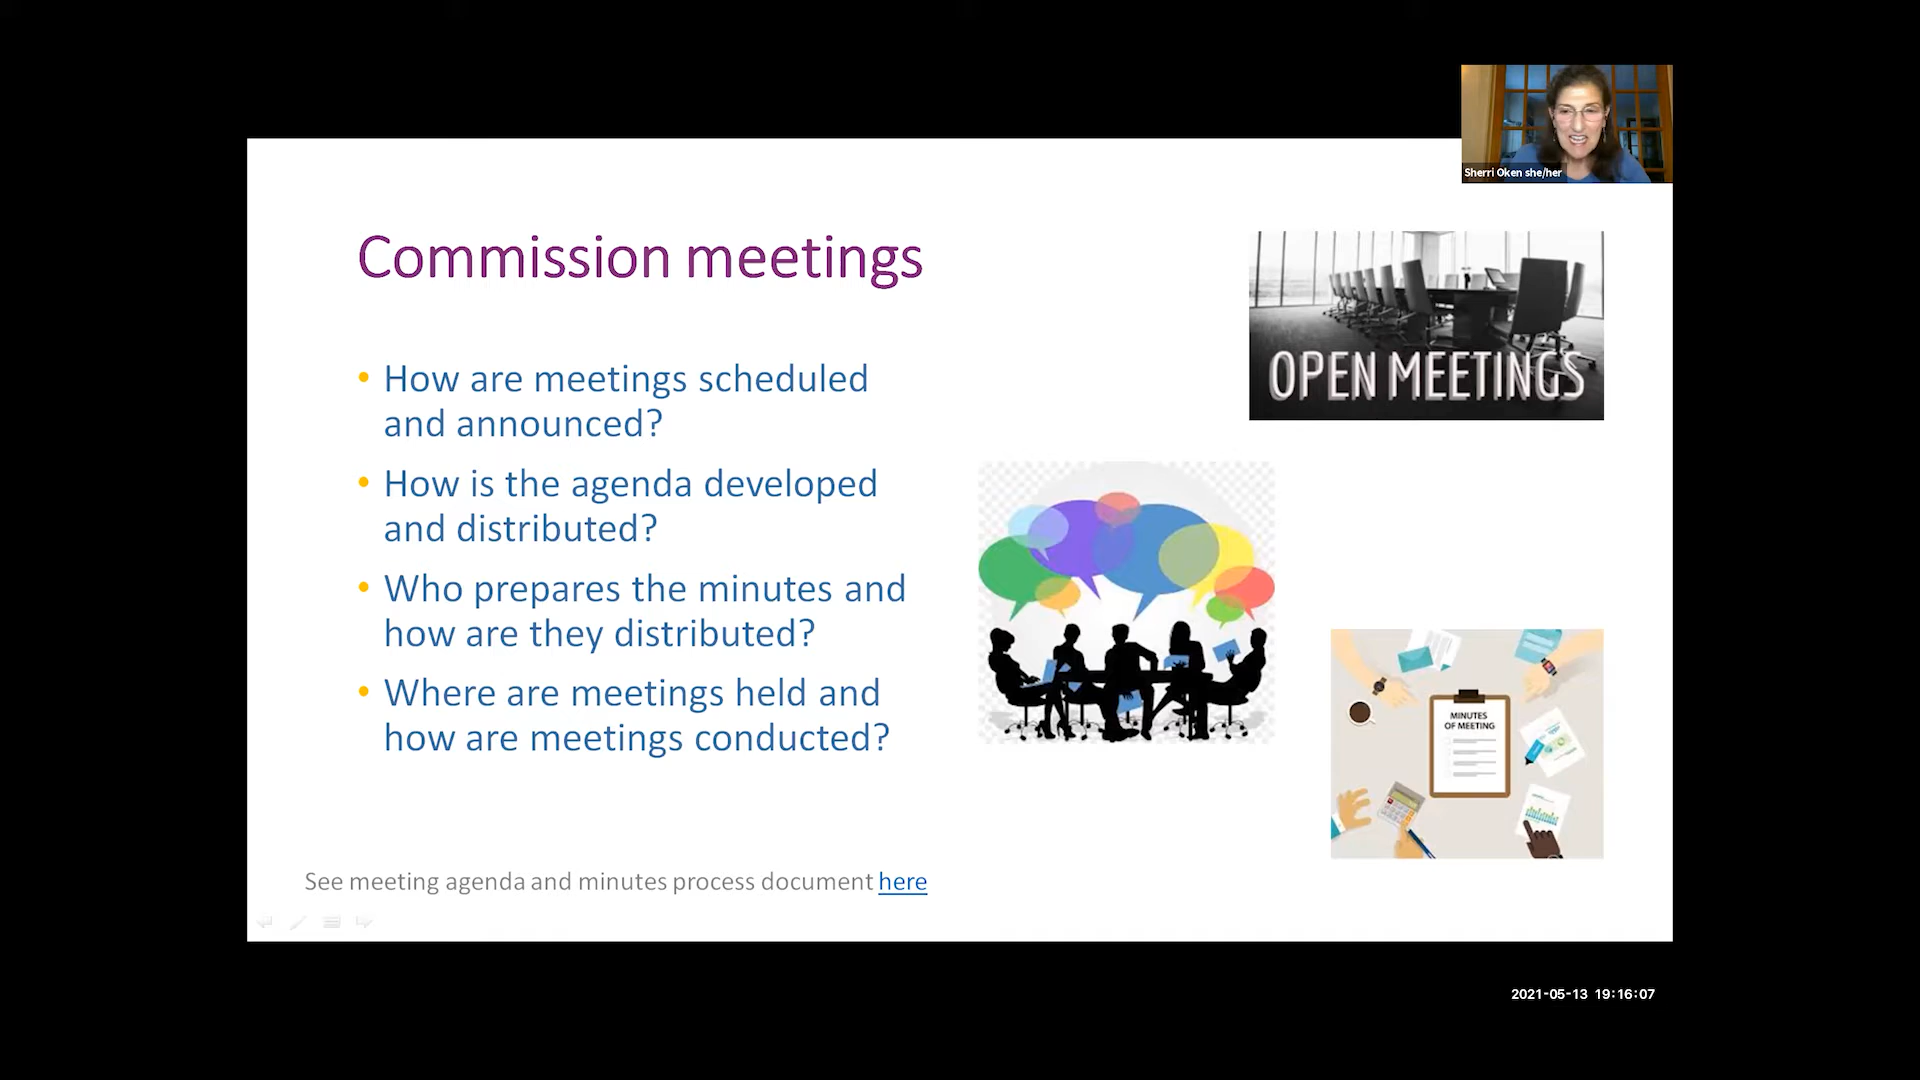 Sherri Oken she/her
Commission meetings
OPEN MEETINGS
• How are meetings scheduled
and announced?
• How is the agenda developed
and distributed?
• Who prepares the minutes and
how are they distributed?
• Where are meetings held and
how are meetings conducted?
MINUTES
OF MEETING
See meeting agenda and minutes process document here
2021-05-13 19:16:07